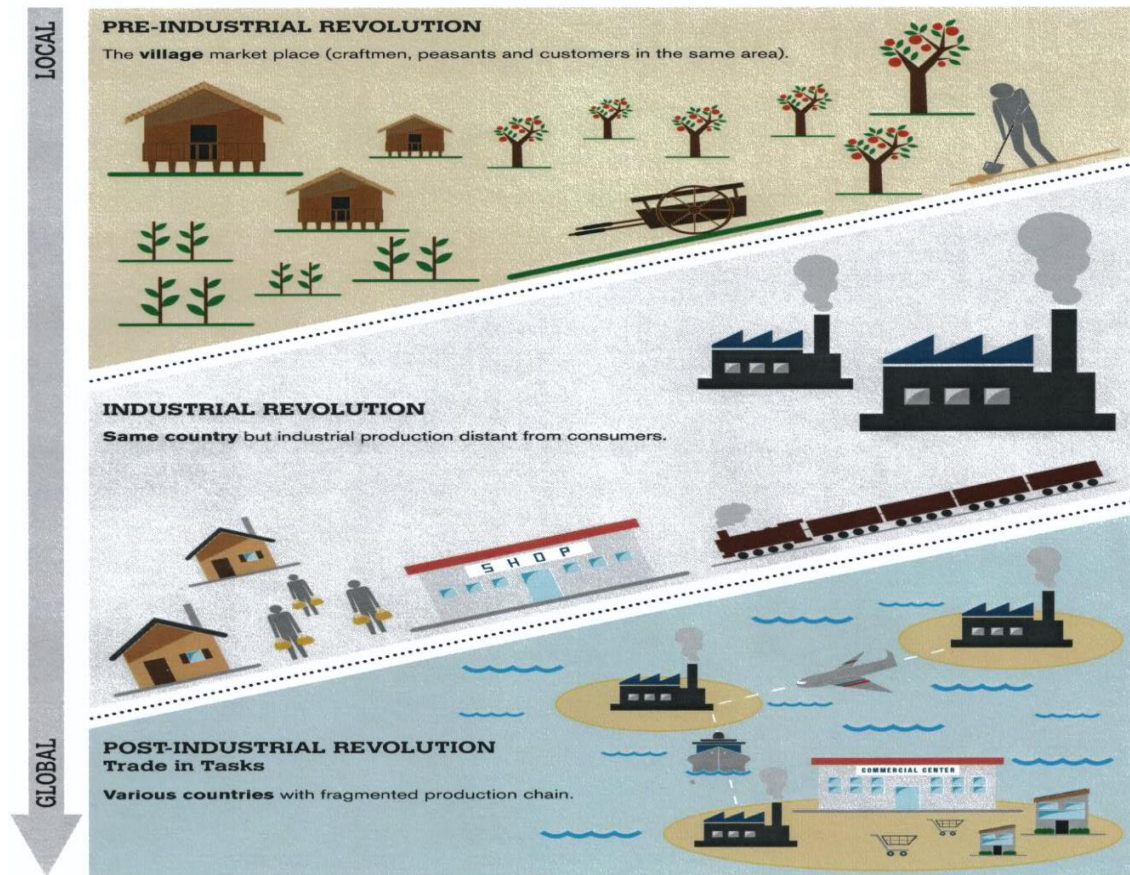 LOCAL
PRE-INDUSTRIAL REVOLUTION
The village market place (craftmen, peasants and customers in the same area).
INDUSTRIAL REVOLUTION
Same country but industrial production distant from consumers.
SHOP
POST-INDUSTRIAL REVOLUTION
Trade in Tasks
Various countries with fragmented production chain.
COMMERCIAL CENTER
GLOBAL